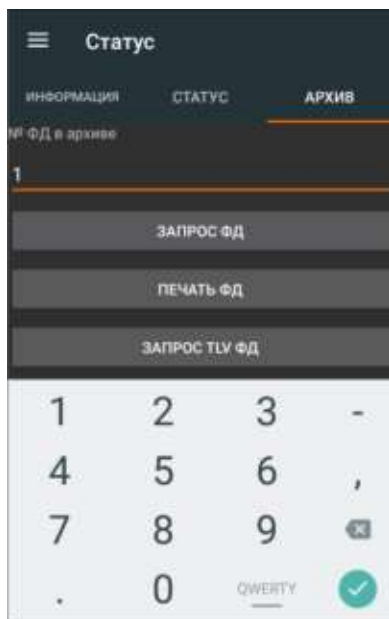 Статус
ИНФОРМАЦИЯ СТАТУС АРХИВ
№ ФД в архиве
1
ЗАПРОС ФД
ПЕЧАТЬ ФД
ЗАПРОС TLV ФД
1 2 3 -
4 5 6 ,
7 8 9
. 0 QWERTY